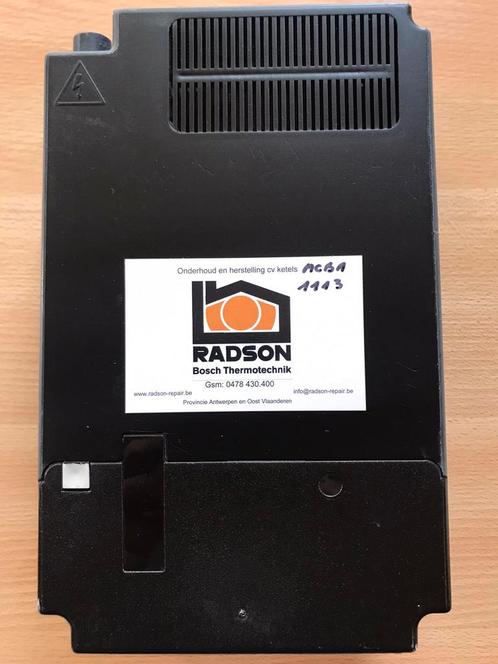 Onderhoud en herstelling cv ketels MCBA
1113
RADSON
Bosch Thermotechnik
Gsm: 0478 430.400
www.radson-repair.be info@radson-repair.be
Provincie Antwerpen en Oost Vlaanderen